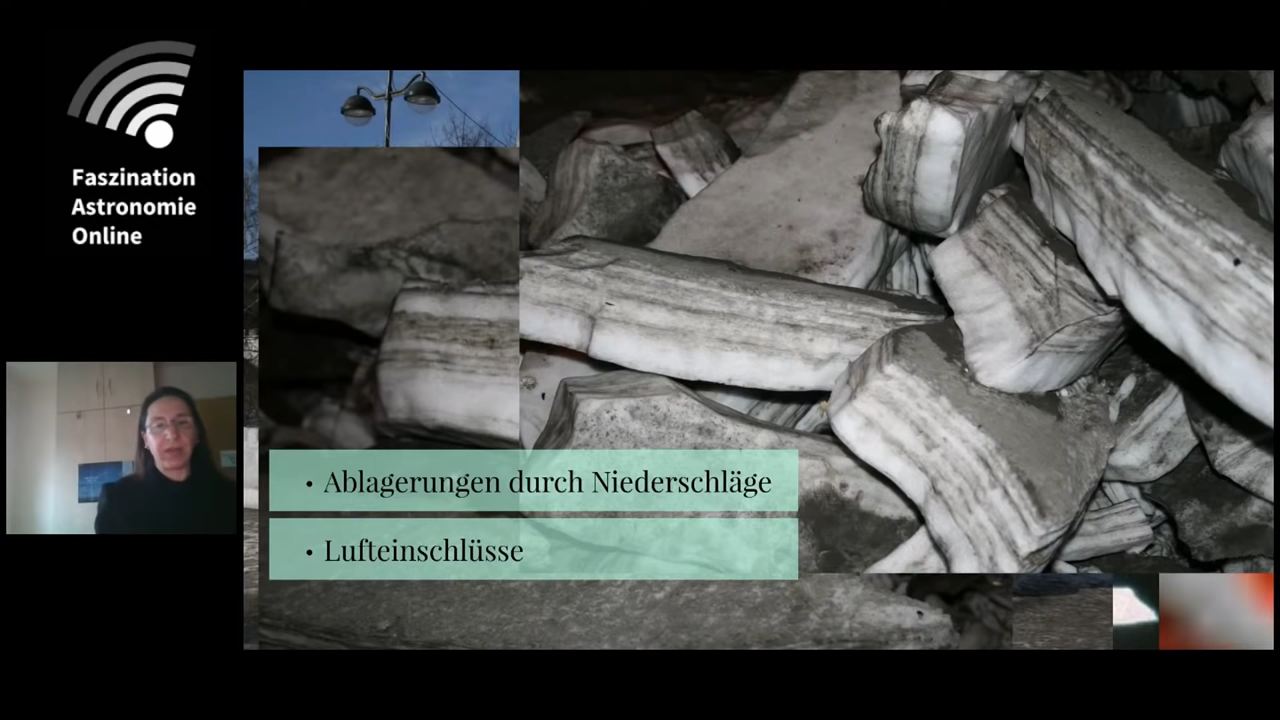 Faszination
Astronomie
Online
• Ablagerungen durch Niederschläge
• Lufteinschlüsse